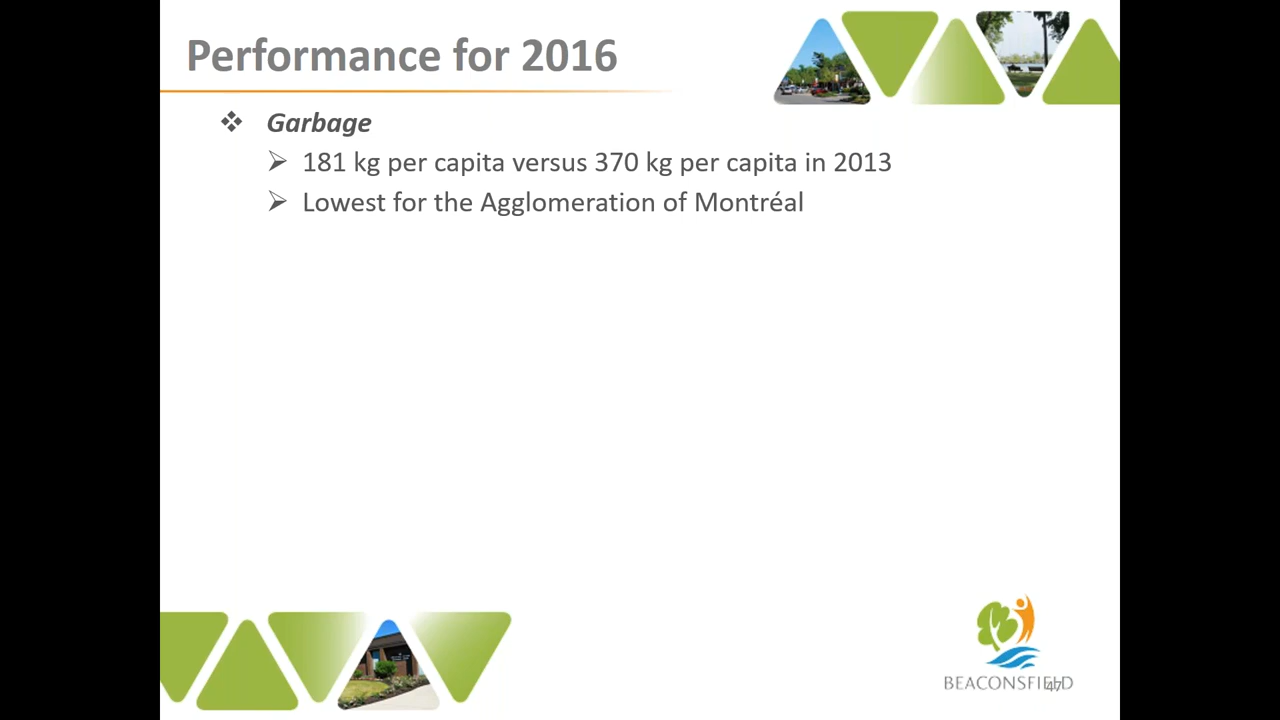 Performance for 2016
❖ Garbage
➢ 181 kg per capita versus 370 kg per capita in 2013
➢ Lowest for the Agglomeration of Montréal
BEACONSFIELD
47